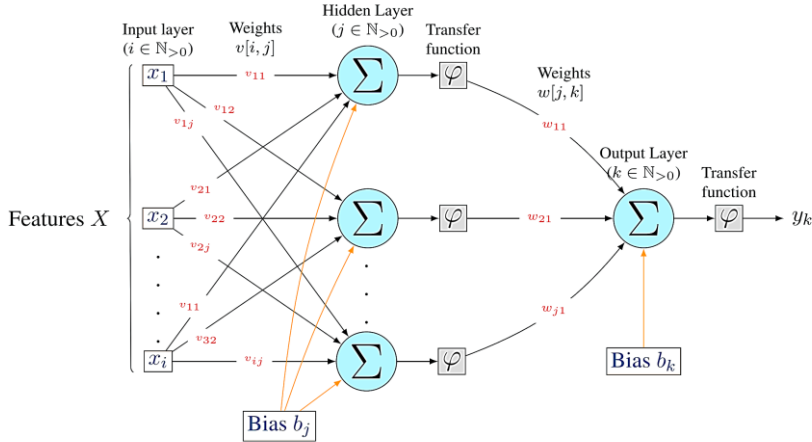 Input layer
(i ∈ ℕ>0)
Weights
v[i, j]
Hidden Layer
(j ∈ ℕ>0)
Transfer
function
Weights
w[j, k]
Output Layer
(k ∈ ℕ>0)
Transfer
function
Features X
x₁
x₂
xᵢ
v₁₁
v₁₂
v₁ⱼ
v₂₁
v₂₂
v₂ⱼ
v₁₁
v₃₂
vᵢⱼ
Σ
Σ
Σ
φ
φ
φ
w₁₁
w₂₁
wⱼ₁
Σ
φ
yₖ
Bias bⱼ
Bias bₖ